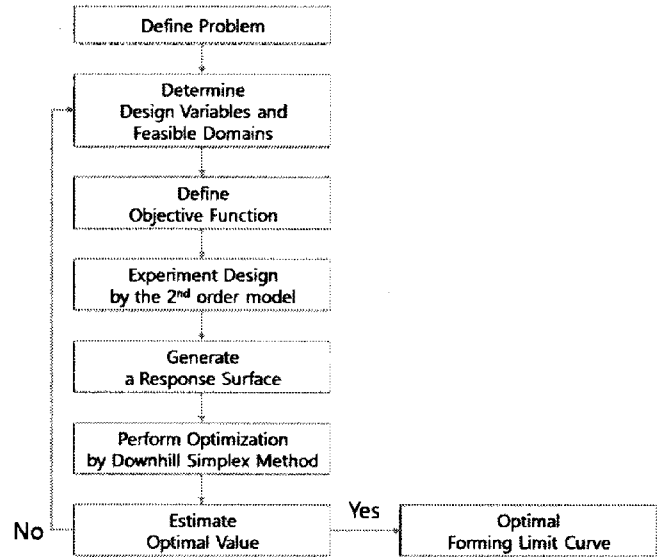 Define Problem
Determine
Design Variables and
Feasible Domains
Define
Objective Function
Experiment Design
by the 2nd order model
Generate
a Response Surface
Perform Optimization
by Downhill Simplex Method
Estimate
Optimal Value
No
Yes
Optimal
Forming Limit Curve